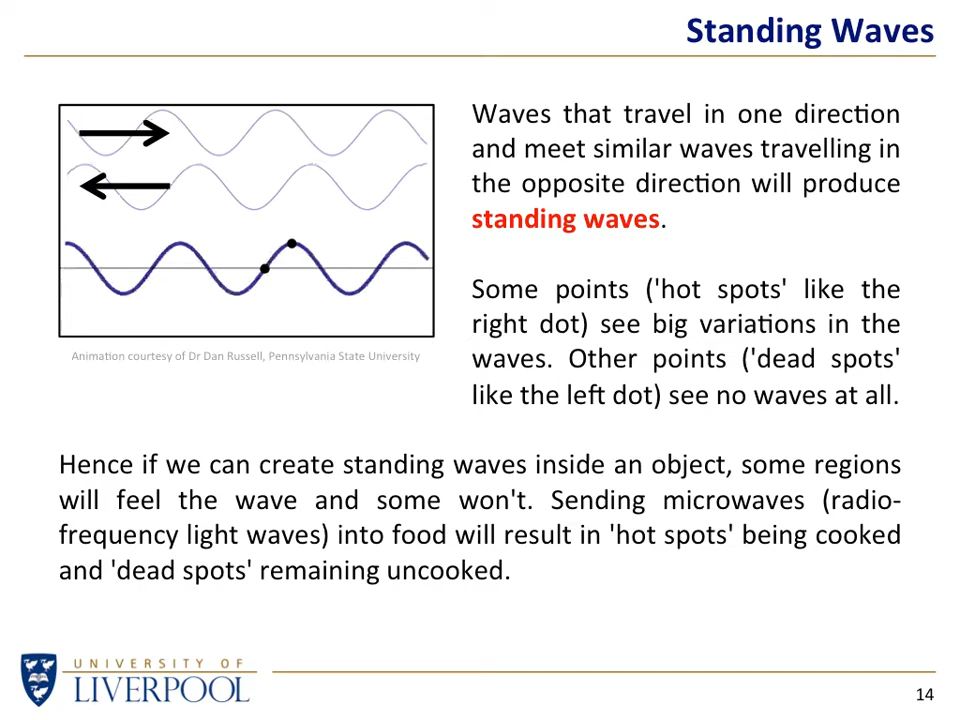 Standing Waves
Waves that travel in one direction
and meet similar waves travelling in
the opposite direction will produce
standing waves.
Some points ('hot spots' like the
right dot) see big variations in the
waves. Other points ('dead spots'
like the left dot) see no waves at all.
Animation courtesy of Dr Dan Russell, Pennsylvania State University
Hence if we can create standing waves inside an object, some regions
will feel the wave and some won't. Sending microwaves (radio-
frequency light waves) into food will result in 'hot spots' being cooked
and 'dead spots' remaining uncooked.
UNIVERSITY OF
LIVERPOOL
14